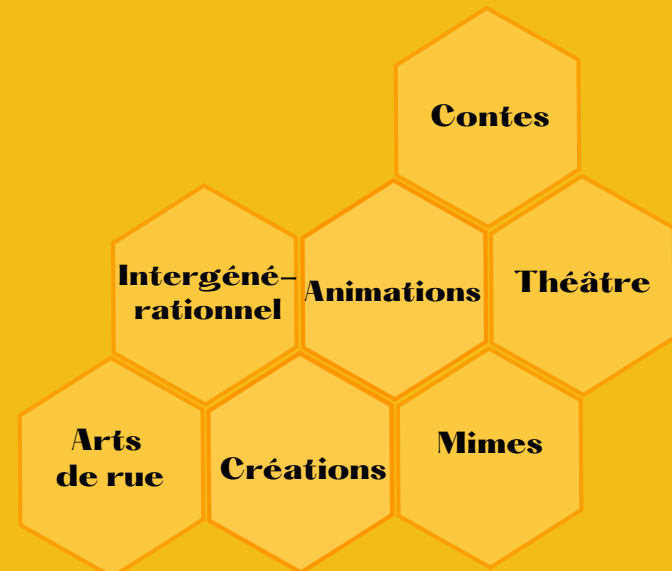 Contes
Intergéné-
rationnel
Animations
Théâtre
Arts
de rue
Créations
Mimes